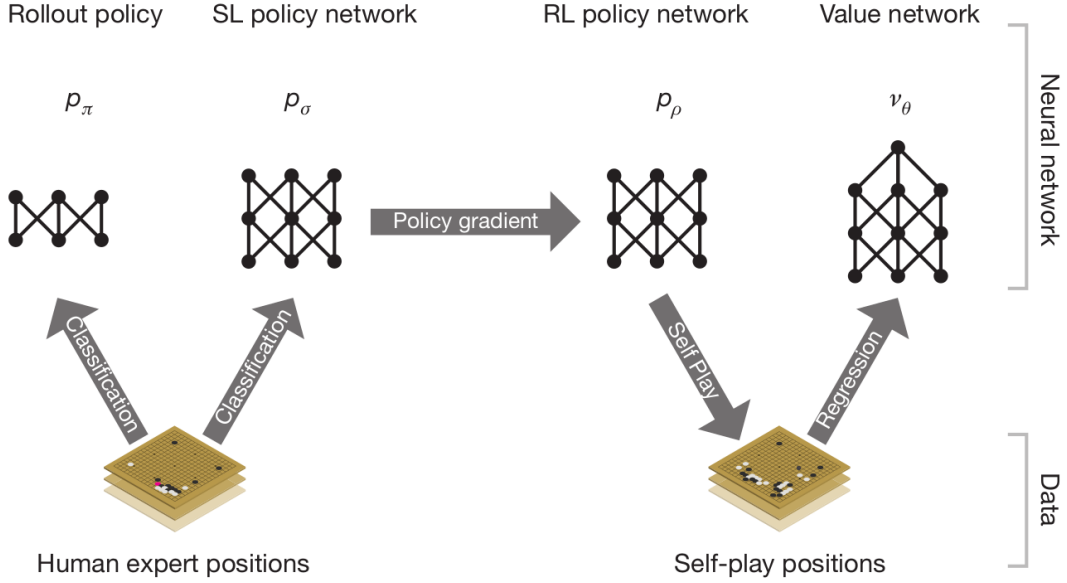 Rollout policy
SL policy network
RL policy network
Value network
pπ
pσ
pρ
νθ
Neural network
Policy gradient
Classification
Classification
Self Play
Regression
Data
Human expert positions
Self-play positions